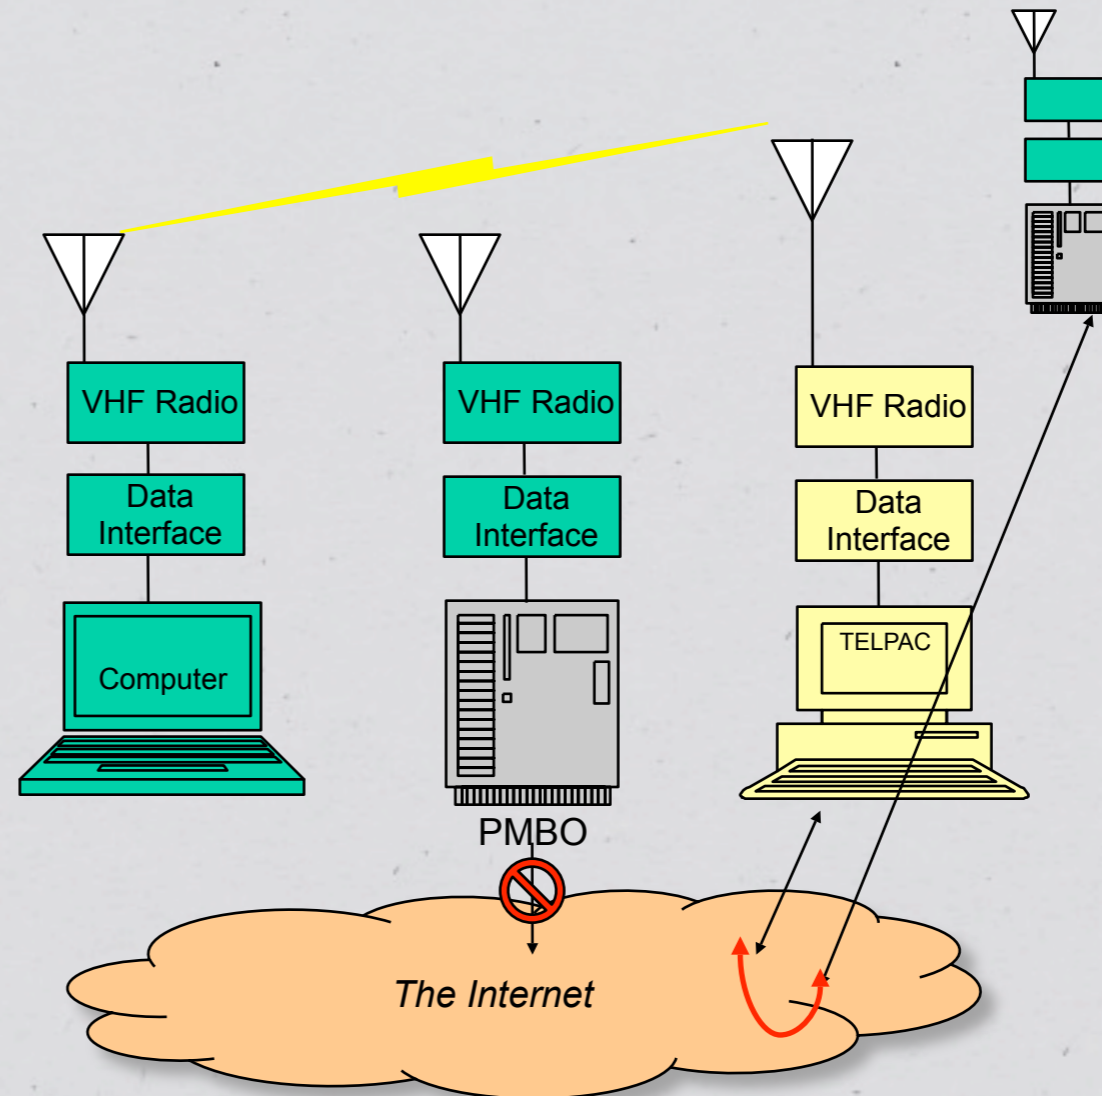 VHF Radio
Data
Interface
Computer
VHF Radio
Data
Interface
PMBO
VHF Radio
Data
Interface
TELPAC
The Internet